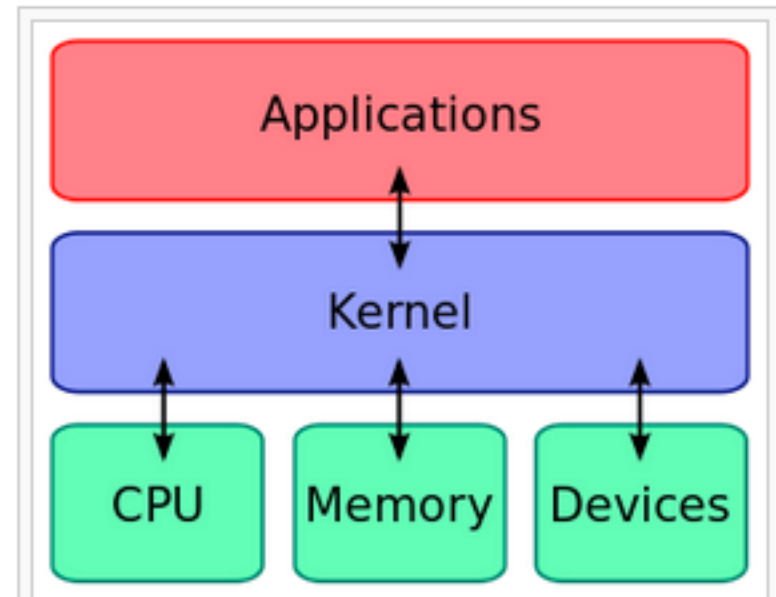 Applications
Kernel
CPU
Memory
Devices